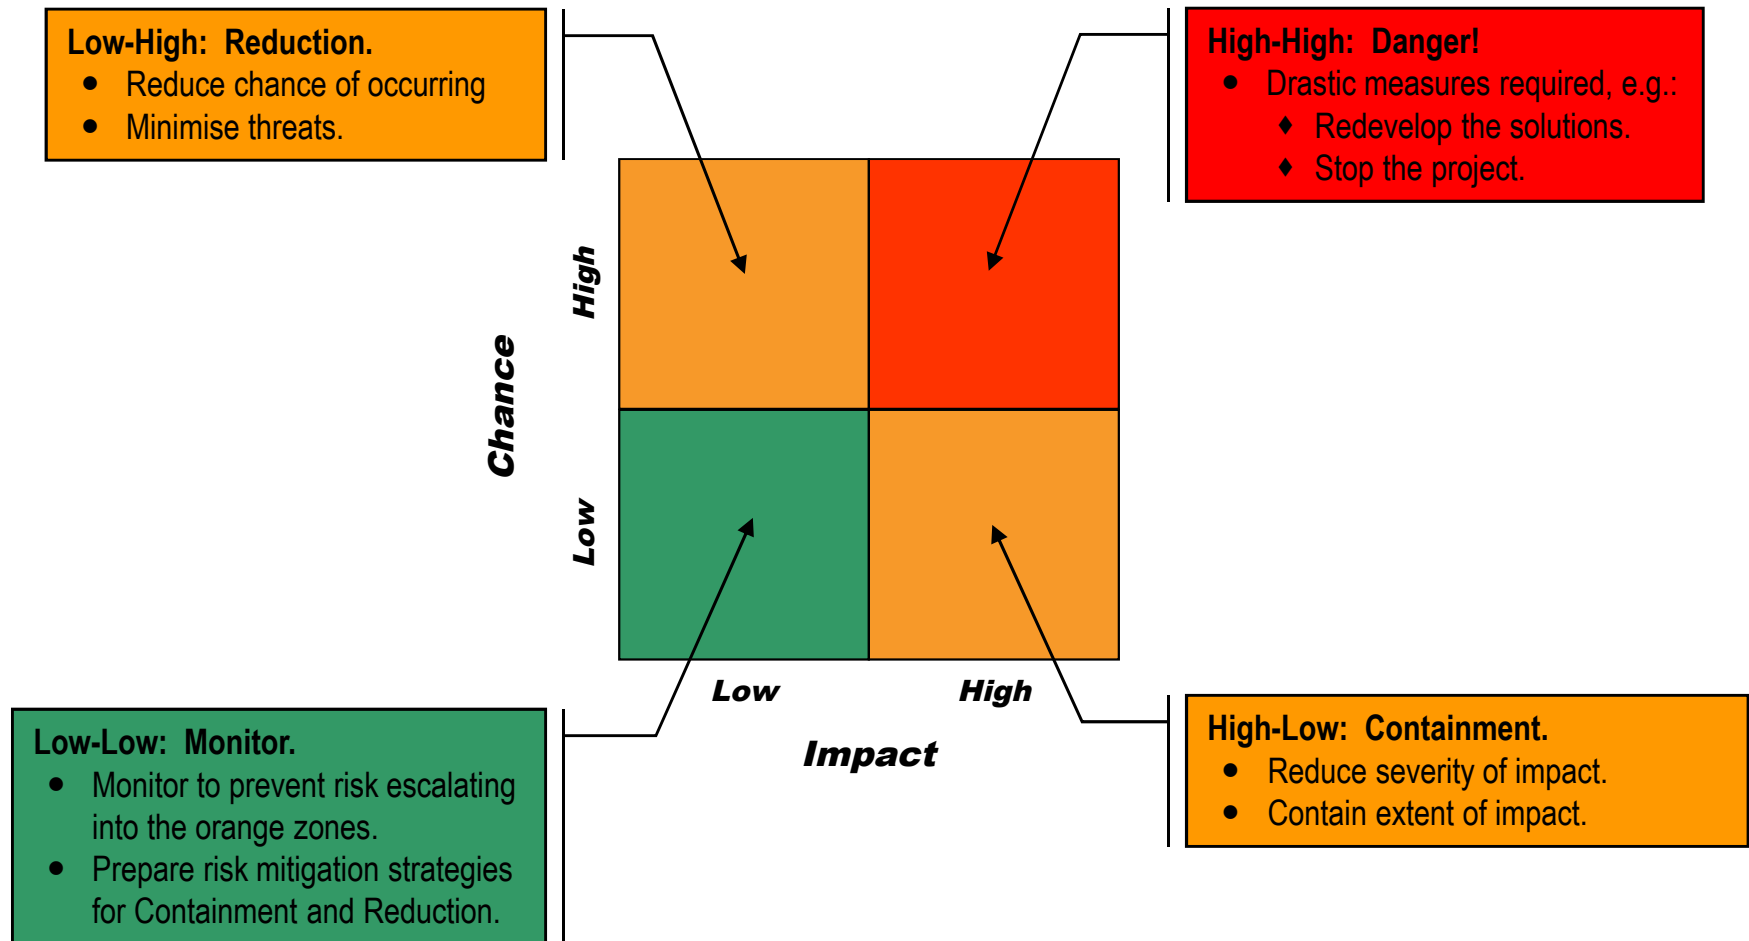 Low-High:  Reduction.
● Reduce chance of occurring
● Minimise threats.
High-High:  Danger!
● Drastic measures required, e.g.:
♦ Redevelop the solutions.
♦ Stop the project.
High
Chance
Low
Low
High
Impact
Low-Low:  Monitor.
● Monitor to prevent risk escalating
into the orange zones.
● Prepare risk mitigation strategies
for Containment and Reduction.
High-Low:  Containment.
● Reduce severity of impact.
● Contain extent of impact.